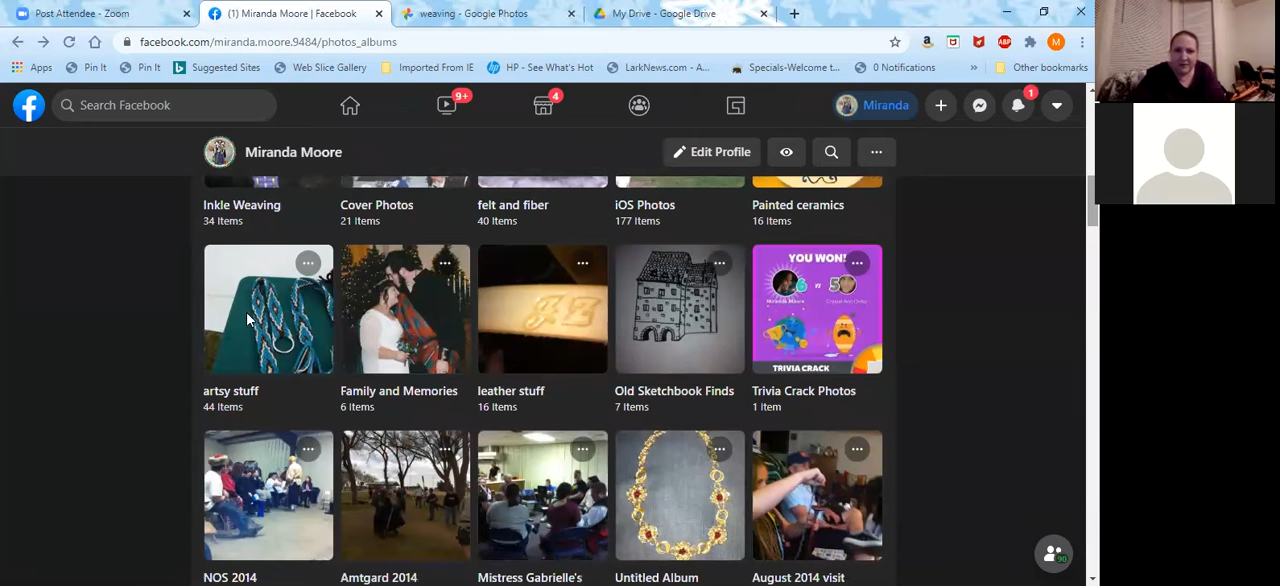 Post Attendee - Zoom
(1) Miranda Moore | Facebook
weaving - Google Photos
My Drive - Google Drive
facebook.com/miranda.moore.9484/photos_albums
ABP
M
Apps
Pin It
Pin It
Suggested Sites
Web Slice Gallery
Imported From IE
HP - See What's Hot
LarkNews.com - A...
Specials-Welcome t...
0 Notifications
»
Other bookmarks
Search Facebook
9+
4
Miranda
1
Miranda Moore
Edit Profile
Inkle Weaving
34 Items
Cover Photos
21 Items
felt and fiber
40 Items
iOS Photos
177 Items
Painted ceramics
16 Items
YOU WON!
6 vs 5
TRIVIA CRACK
artsy stuff
44 Items
Family and Memories
6 Items
leather stuff
16 Items
Old Sketchbook Finds
7 Items
Trivia Crack Photos
1 Item
NOS 2014
Amtgard 2014
Mistress Gabrielle's
Untitled Album
August 2014 visit
90